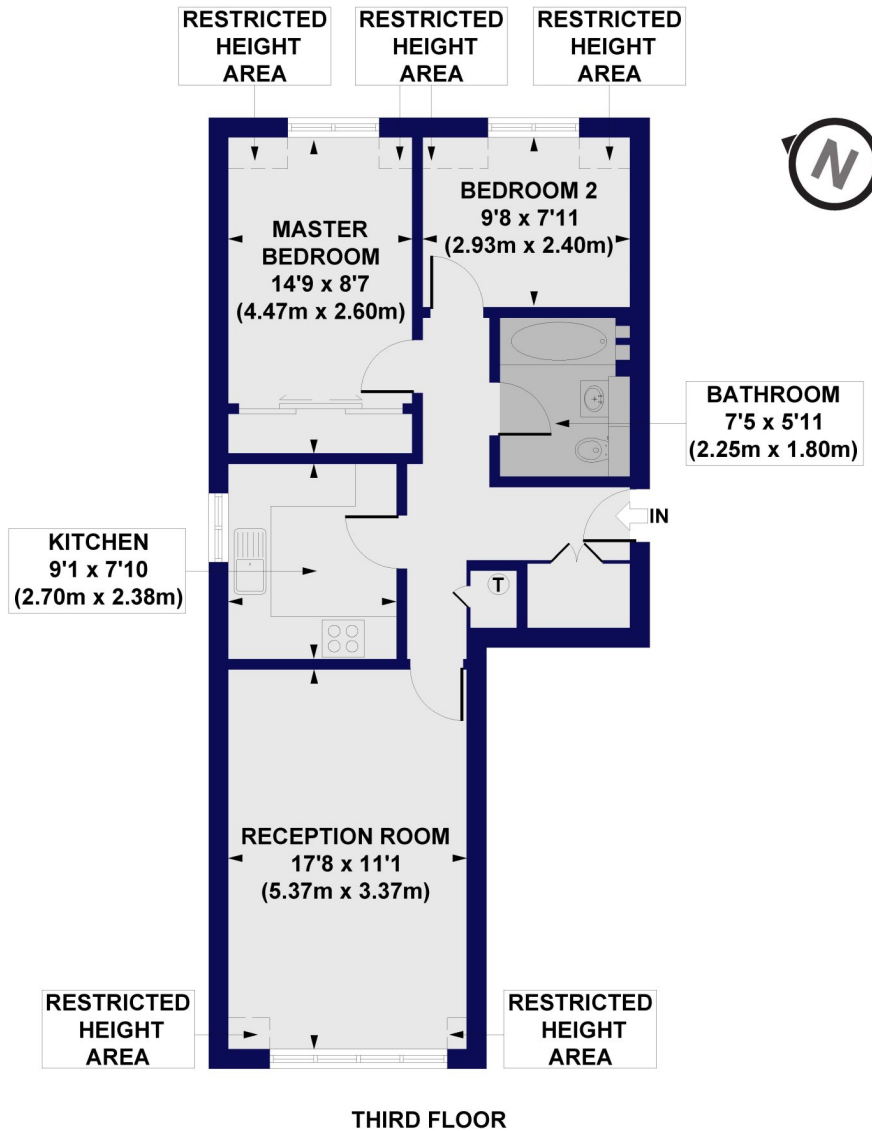 RESTRICTED
HEIGHT
AREA
RESTRICTED
HEIGHT
AREA
RESTRICTED
HEIGHT
AREA
N
MASTER
BEDROOM
14'9 x 8'7
(4.47m x 2.60m)
BEDROOM 2
9'8 x 7'11
(2.93m x 2.40m)
BATHROOM
7'5 x 5'11
(2.25m x 1.80m)
IN
KITCHEN
9'1 x 7'10
(2.70m x 2.38m)
T
RECEPTION ROOM
17'8 x 11'1
(5.37m x 3.37m)
RESTRICTED
HEIGHT
AREA
RESTRICTED
HEIGHT
AREA
THIRD FLOOR